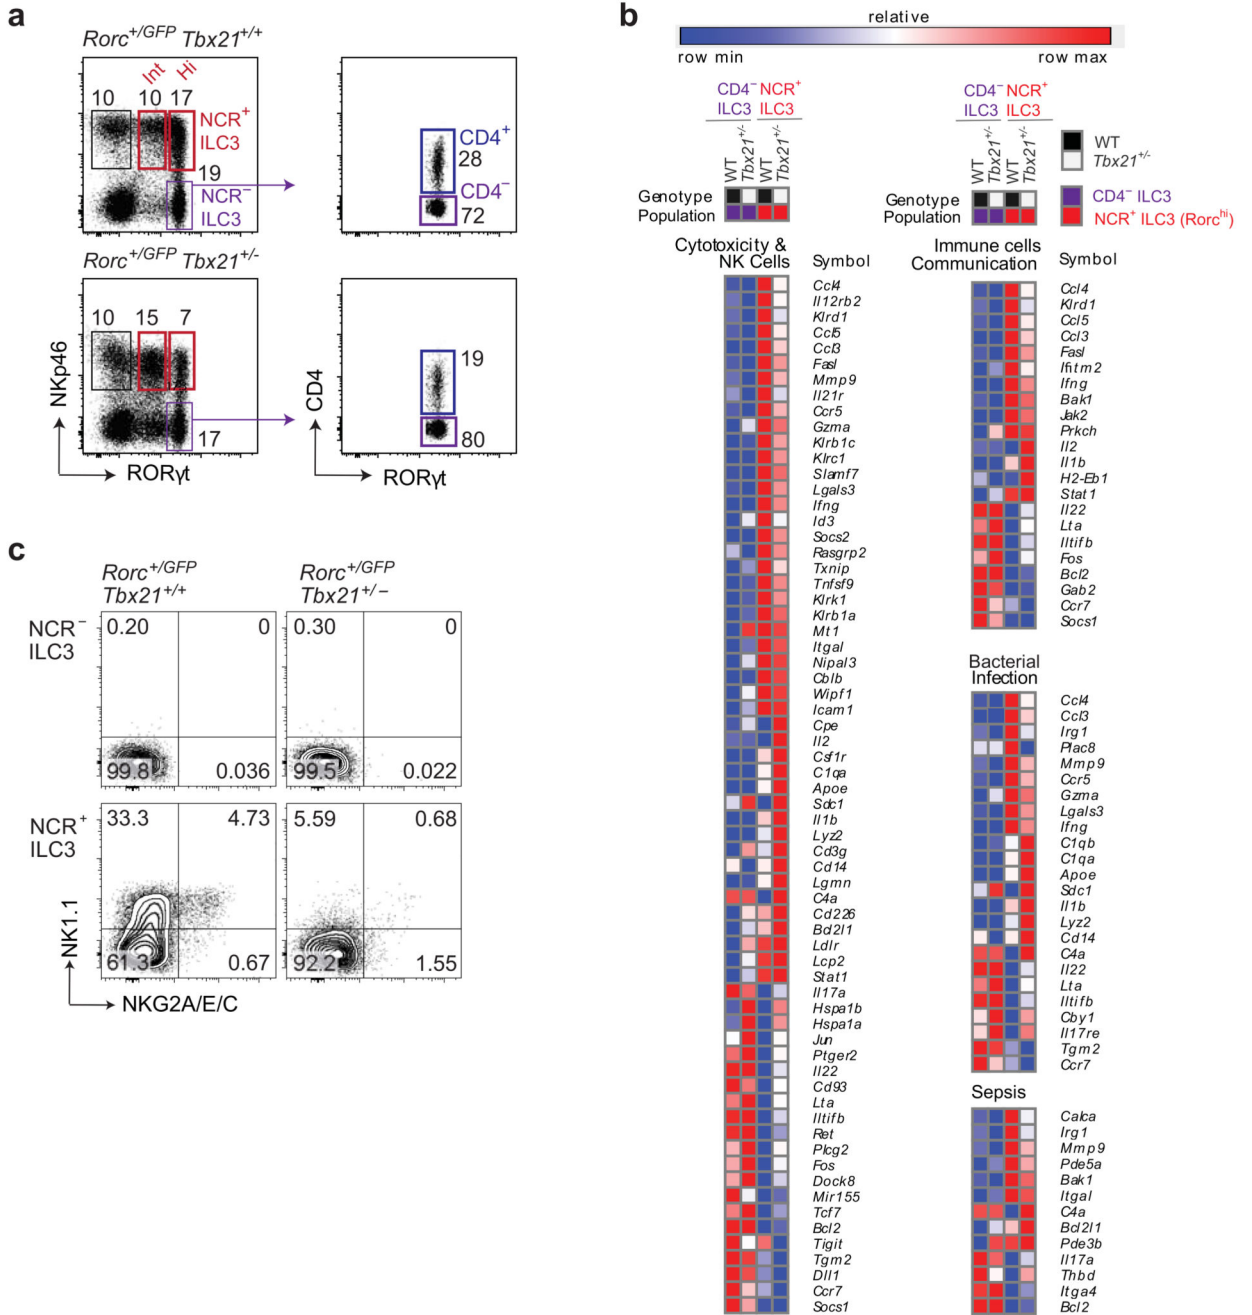 a
Rorc+/GFP Tbx21+/+
Int
Hi
10
10
17
NCR+
ILC3
19
NCR−
ILC3
CD4+
28
CD4−
72
Rorc+/GFP Tbx21+/-
10
15
7
17
19
80
NKp46
RORγt
CD4
RORγt
b
relative
row min
row max
CD4− NCR+
ILC3 ILC3
WT
Tbx21+/-
WT
Tbx21+/-
Genotype
Population
Cytotoxicity &
NK Cells
Symbol
Ccl4
Il12rb2
Klrd1
Ccl5
Ccl3
Fasl
Mmp9
Il21r
Ccr5
Gzma
Klrb1c
Klrc1
Slamf7
Lgals3
Ifng
Id3
Socs2
Rasgrp2
Txnip
Tnfsf9
Klrk1
Klrb1a
Mt1
Itgal
Nipal3
Cblb
Wipf1
Icam1
Cpe
Il2
Csf1r
C1qa
Apoe
Sdc1
Il1b
Lyz2
Cd3g
Cd14
Lgmn
C4a
Cd226
Bcl2l1
Ldlr
Lcp2
Stat1
Il17a
Hspa1b
Hspa1a
Jun
Ptger2
Il22
Cd93
Lta
Iltifb
Ret
Plcg2
Fos
Dock8
Mir155
Tcf7
Bcl2
Tigit
Tgm2
Dll1
Ccr7
Socs1
CD4− NCR+
ILC3 ILC3
WT
Tbx21+/-
WT
Tbx21+/-
Genotype
Population
WT
Tbx21+/-
CD4− ILC3
NCR+ ILC3 (Rorchi)
Immune cells
Communication
Symbol
Ccl4
Klrd1
Ccl5
Ccl3
Fasl
Ifitm2
Ifng
Bak1
Jak2
Prkch
Il2
Il1b
H2-Eb1
Stat1
Il22
Lta
Iltifb
Fos
Bcl2
Gab2
Ccr7
Socs1
Bacterial
Infection
Ccl4
Ccl3
Irg1
Plac8
Mmp9
Ccr5
Gzma
Lgals3
Ifng
C1qb
C1qa
Apoe
Sdc1
Il1b
Lyz2
Cd14
C4a
Il22
Lta
Iltifb
Cby1
Il17re
Tgm2
Ccr7
Sepsis
Calca
Irg1
Mmp9
Pde5a
Bak1
Itgal
C4a
Bcl2l1
Pde3b
Il17a
Thbd
Itga4
Bcl2
c
Rorc+/GFP
Tbx21+/+
Rorc+/GFP
Tbx21+/−
NCR−
ILC3
0.20
0
99.8
0.036
0.30
0
99.5
0.022
NCR+
ILC3
33.3
4.73
61.3
0.67
5.59
0.68
92.2
1.55
NK1.1
NKG2A/E/C